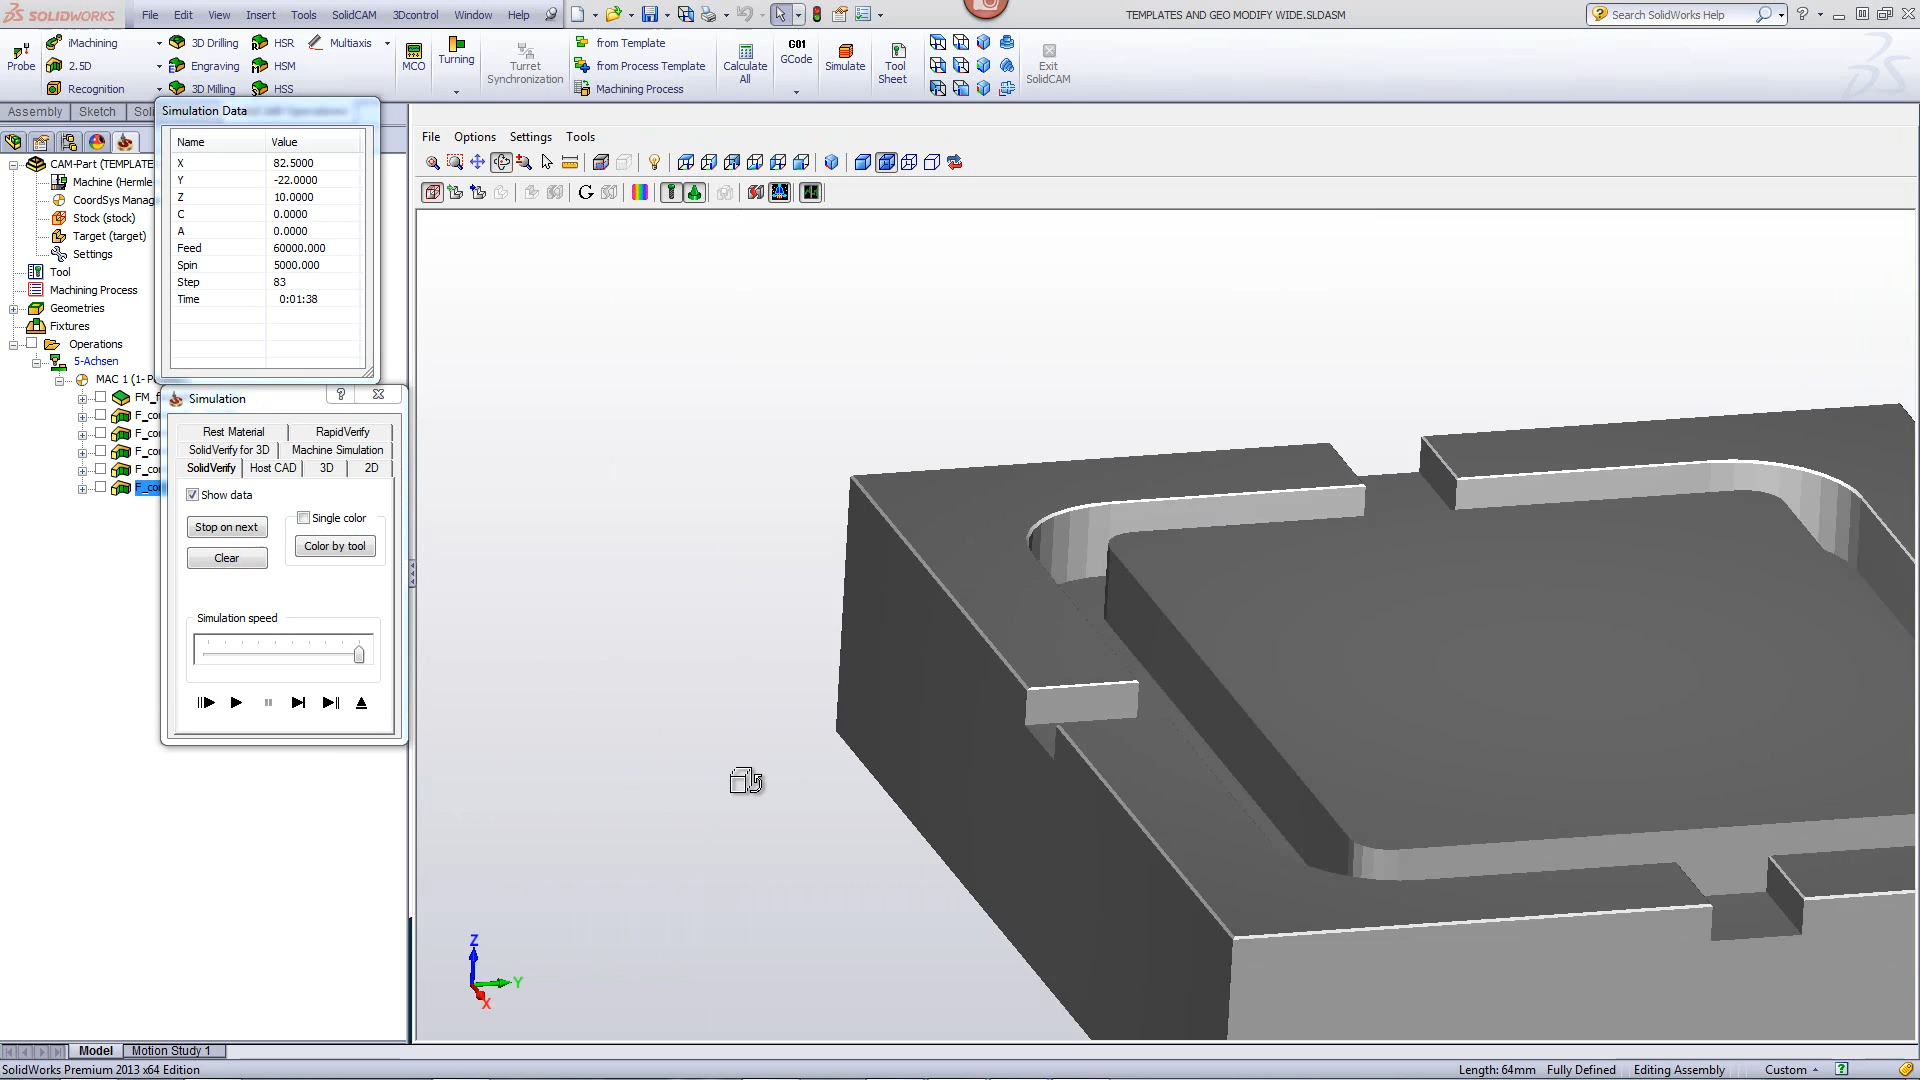 SOLIDWORKS File Edit View Insert Tools SolidCAM 3Dcontrol Window Help TEMPLATES AND GEO MODIFY WIDE.SLDASM Search SolidWorks Help
Probe iMachining 3D Drilling HSR Multiaxis
2.5D Engraving HSM
Recognition 3D Milling HSS
MCO Turning Turret Synchronization
from Template
from Process Template
Machining Process
Calculate All G01 GCode Simulate Tool Sheet Exit SolidCAM
Assembly Sketch
Simulation Data
Name Value
X 82.5000
Y -22.0000
Z 10.0000
C 0.0000
A 0.0000
Feed 60000.000
Spin 5000.000
Step 83
Time 0:01:38
CAM-Part (TEMPLATE
Machine (Hermle
CoordSys Manag
Stock (stock)
Target (target)
Settings
Tool
Machining Process
Geometries
Fixtures
Operations
5-Achsen
MAC 1 (1- P
FM_f
F_co
F_co
F_co
F_co
F_co
Simulation ?
Rest Material RapidVerify
SolidVerify for 3D Machine Simulation
SolidVerify Host CAD 3D 2D
Show data
Stop on next
Single color
Color by tool
Clear
Simulation speed
File Options Settings Tools
Z
Y
X
Model Motion Study 1
SolidWorks Premium 2013 x64 Edition Length: 64mm Fully Defined Editing Assembly Custom